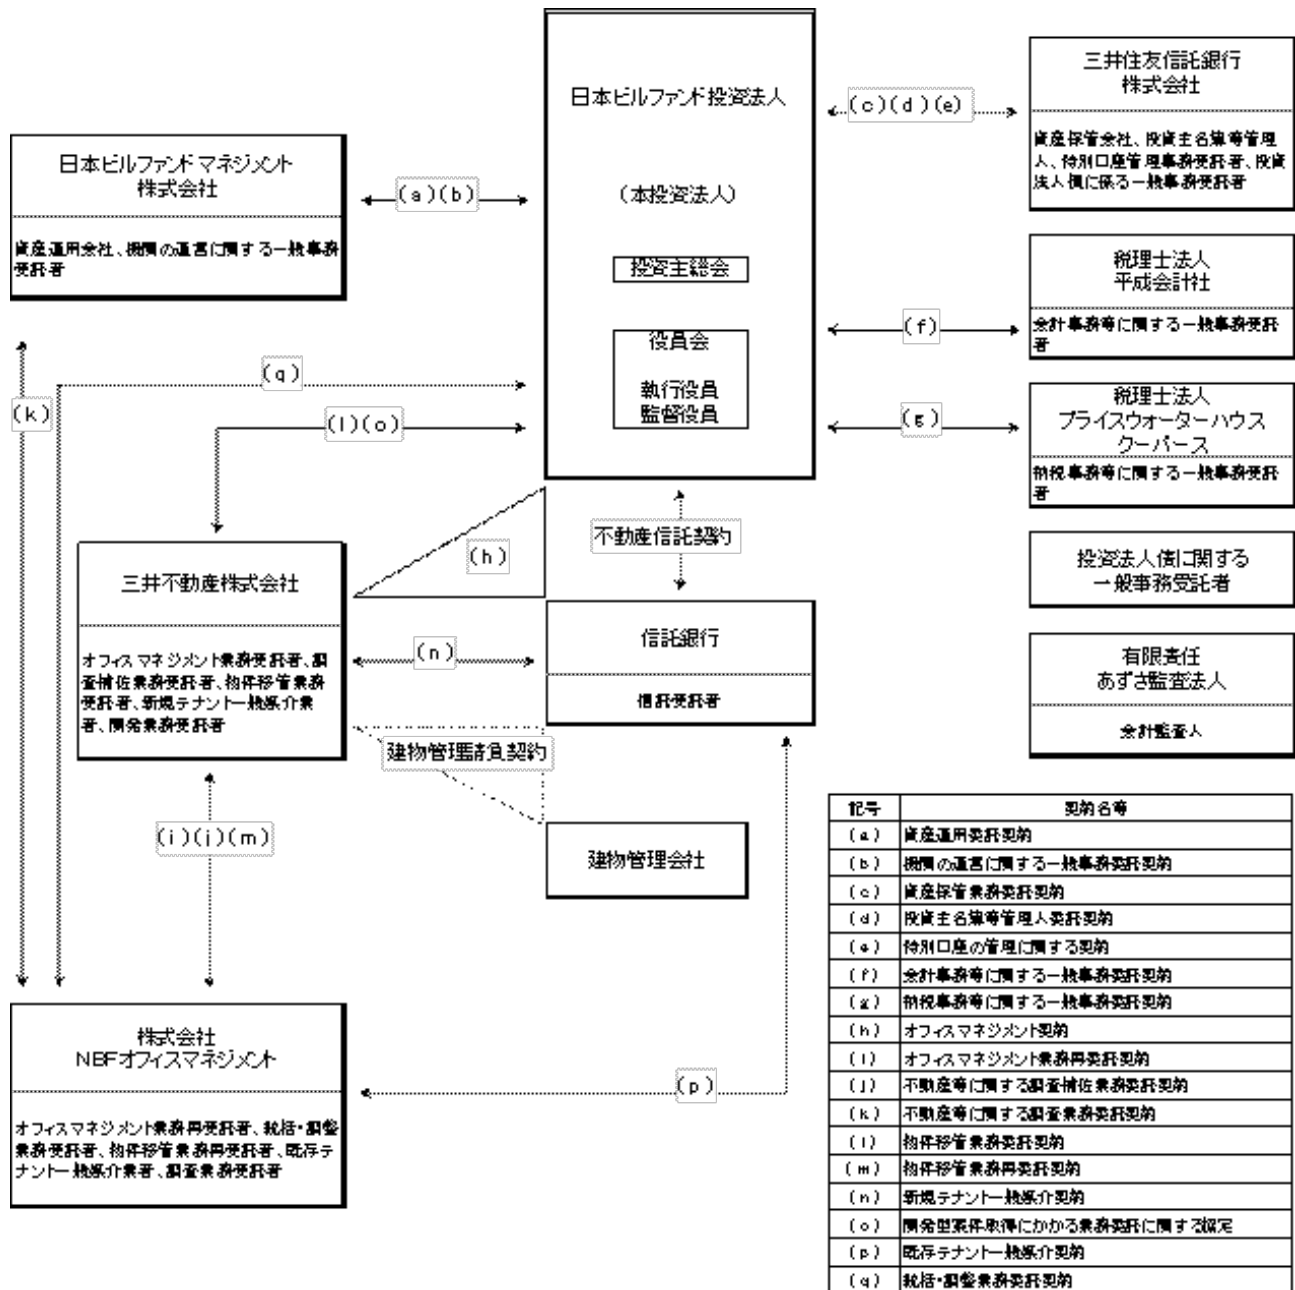 日本ビルファンド投資法人
(本投資法人)
投資主総会
役員会
執行役員
監督役員
日本ビルファンドマネジメント
株式会社
資産運用会社、機関の運営に関する一般事務
受託者
(a)(b)
(c)(d)(e)
三井住友信託銀行
株式会社
資産保管会社、投資主名簿等管理
人、特別口座管理事務受託者、投資
法人債に係る一般事務受託者
税理士法人
平成会計社
会計事務等に関する一般事務受託
者
(f)
税理士法人
プライスウォーターハウス
クーパース
納税事務等に関する一般事務受託
者
(g)
投資法人債に関する
一般事務受託者
有限責任
あずさ監査法人
会計監査人
(q)
(k)
(l)(o)
(h)
不動産信託契約
三井不動産株式会社
オフィスマネジメント業務受託者、調
査補佐業務受託者、物件移管業務
受託者、新規テナント一般媒介業
者、開発業務受託者
(n)
信託銀行
信託受託者
建物管理請負契約
建物管理会社
(i)(j)(m)
(p)
株式会社
NBFオフィスマネジメント
オフィスマネジメント業務再受託者、統括・調整
業務受託者、物件移管業務再受託者、既存テ
ナント一般媒介業者、調査業務受託者
記号 契約名等
(a) 資産運用委託契約
(b) 機関の運営に関する一般事務委託契約
(c) 資産保管業務委託契約
(d) 投資主名簿等管理人委託契約
(e) 特別口座の管理に関する契約
(f) 会計事務等に関する一般事務委託契約
(g) 納税事務等に関する一般事務委託契約
(h) オフィスマネジメント契約
(i) オフィスマネジメント業務再委託契約
(j) 不動産等に関する調査補佐業務委託契約
(k) 不動産等に関する調査業務委託契約
(l) 物件移管業務委託契約
(m) 物件移管業務再委託契約
(n) 新規テナント一般媒介契約
(o) 開発型案件取得にかかる業務委託に関する協定
(p) 既存テナント一般媒介契約
(q) 統括・調整業務委託契約